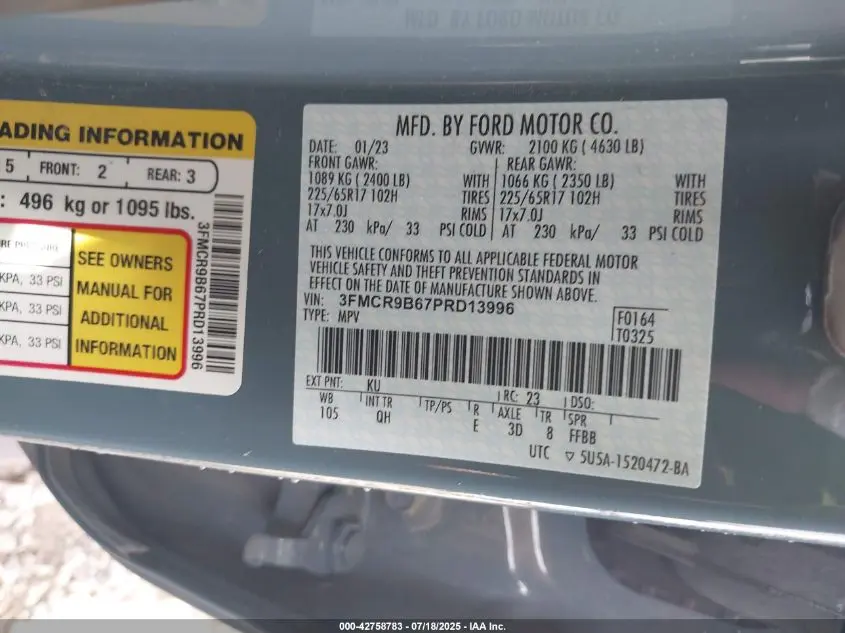 ADING INFORMATION
5 FRONT: 2 REAR: 3
: 496 kg or 1095 lbs.
KPA, 33 PSI
KPA, 33 PSI
KPA, 33 PSI
SEE OWNERS
MANUAL FOR
ADDITIONAL
INFORMATION
3FMCR9B67PRD13996
MFD. BY FORD MOTOR CO.
DATE: 01/23 GVWR: 2100 KG ( 4630 LB)
FRONT GAWR: REAR GAWR:
1089 KG ( 2400 LB) WITH 1066 KG ( 2350 LB) WITH
225/65R17 102H TIRES 225/65R17 102H TIRES
17x7.0J RIMS 17x7.0J RIMS
AT 230 kPa/ 33 PSI COLD AT 230 kPa/ 33 PSI COLD
THIS VEHICLE CONFORMS TO ALL APPLICABLE FEDERAL MOTOR
VEHICLE SAFETY AND THEFT PREVENTION STANDARDS IN
EFFECT ON THE DATE OF MANUFACTURE SHOWN ABOVE.
VIN: 3FMCR9B67PRD13996 F0164
TYPE: MPV T0325
EXT PNT: KU RC: 23 DSO:
WB INT TR TP/PS R AXLE TR SPR
105 QH E 3D 8 FFBB
UTC ▽ 5U5A-1520472-BA
000-42758783 / 07/18/2025 - IAA Inc.